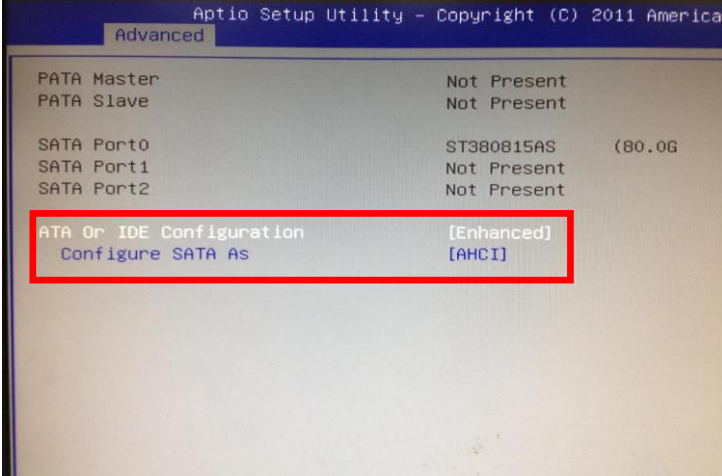 Aptio Setup Utility – Copyright (C) 2011 America
Advanced
PATA Master Not Present
PATA Slave Not Present
SATA Port0 ST380815AS (80.0G
SATA Port1 Not Present
SATA Port2 Not Present
ATA Or IDE Configuration [Enhanced]
Configure SATA As [AHCI]